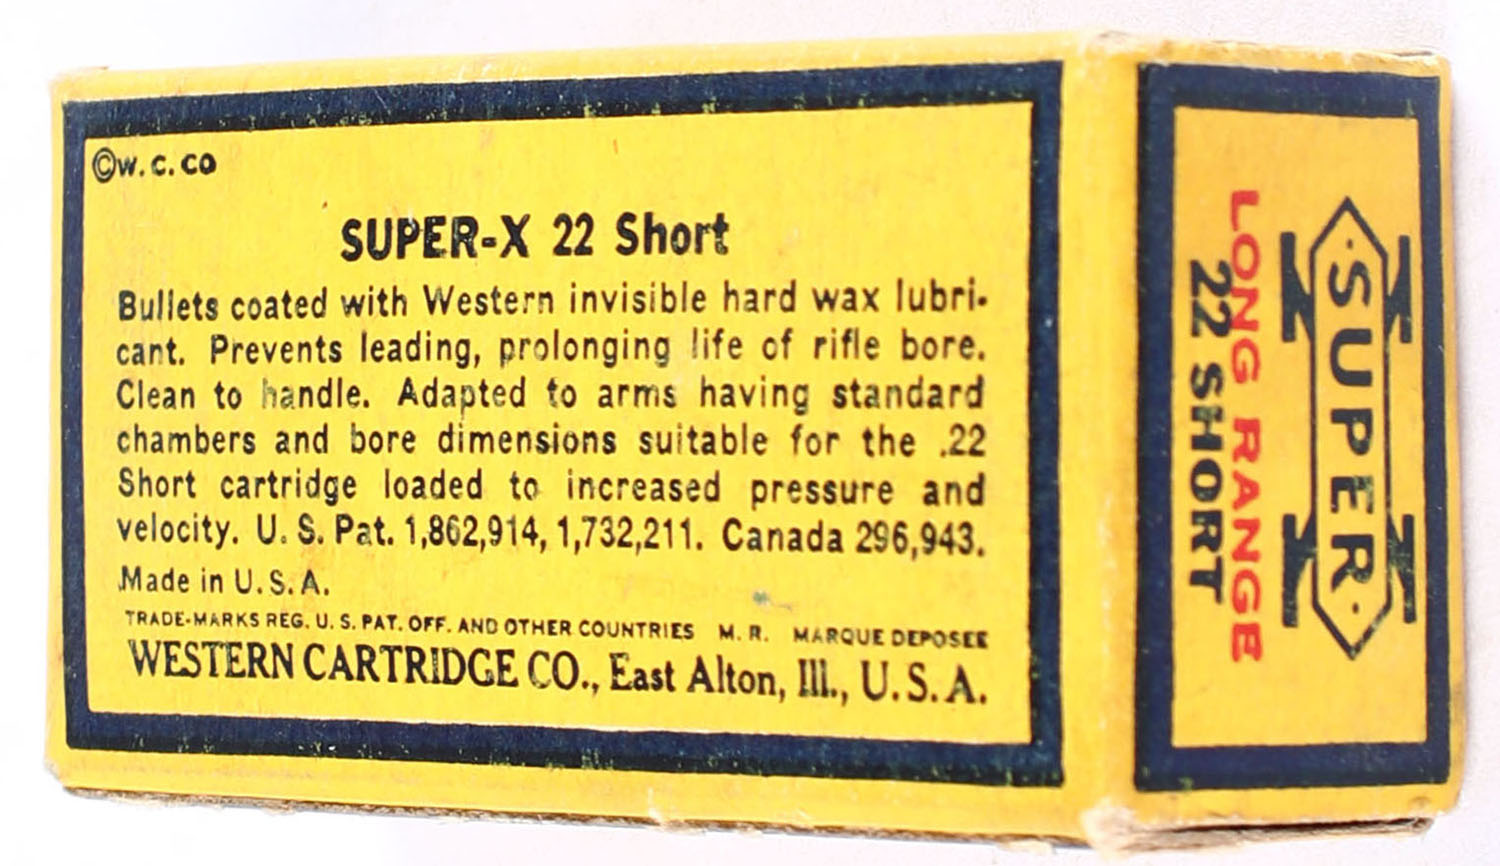 ©W. C. CO
SUPER-X 22 Short
Bullets coated with Western invisible hard wax lubri-
cant. Prevents leading, prolonging life of rifle bore.
Clean to handle. Adapted to arms having standard
chambers and bore dimensions suitable for the .22
Short cartridge loaded to increased pressure and
velocity. U. S. Pat. 1,862,914, 1,732,211. Canada 296,943.
Made in U. S. A.
TRADE-MARKS REG. U. S. PAT. OFF. AND OTHER COUNTRIES M. R. MARQUE DEPOSEE
WESTERN CARTRIDGE CO., East Alton, Ill., U. S. A.
·SUPER·
X
LONG RANGE
22 SHORT